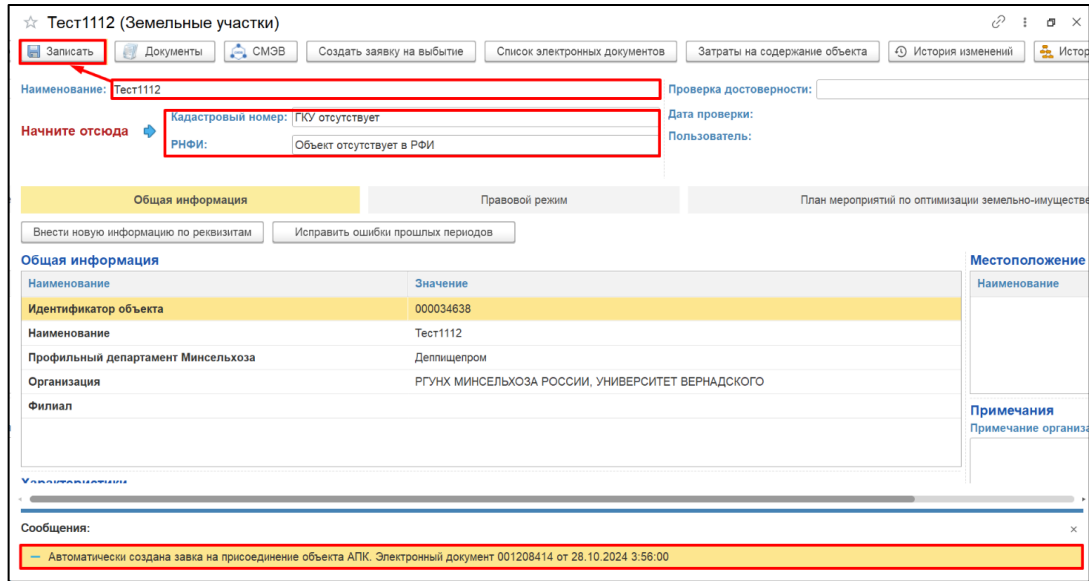 Тест1112 (Земельные участки)
Записать Документы СМЭВ Создать заявку на выбытие Список электронных документов Затраты на содержание объекта История изменений Истор
Наименование: Тест1112 Проверка достоверности:
Кадастровый номер: ГКУ отсутствует Дата проверки:
Начните отсюда
РНФИ: Объект отсутствует в РФИ Пользователь:
Общая информация Правовой режим План мероприятий по оптимизации земельно-имуществе
Внести новую информацию по реквизитам Исправить ошибки прошлых периодов
Общая информация Местоположение
Наименование Значение Наименование
Идентификатор объекта 000034638
Наименование Тест1112
Профильный департамент Минсельхоза Деппищепром
Организация РГУНХ МИНСЕЛЬХОЗА РОССИИ, УНИВЕРСИТЕТ ВЕРНАДСКОГО
Филиал
Примечания
Примечание организа
Характеристики
Сообщения:
Автоматически создана завка на присоединение объекта АПК. Электронный документ 001208414 от 28.10.2024 3:56:00